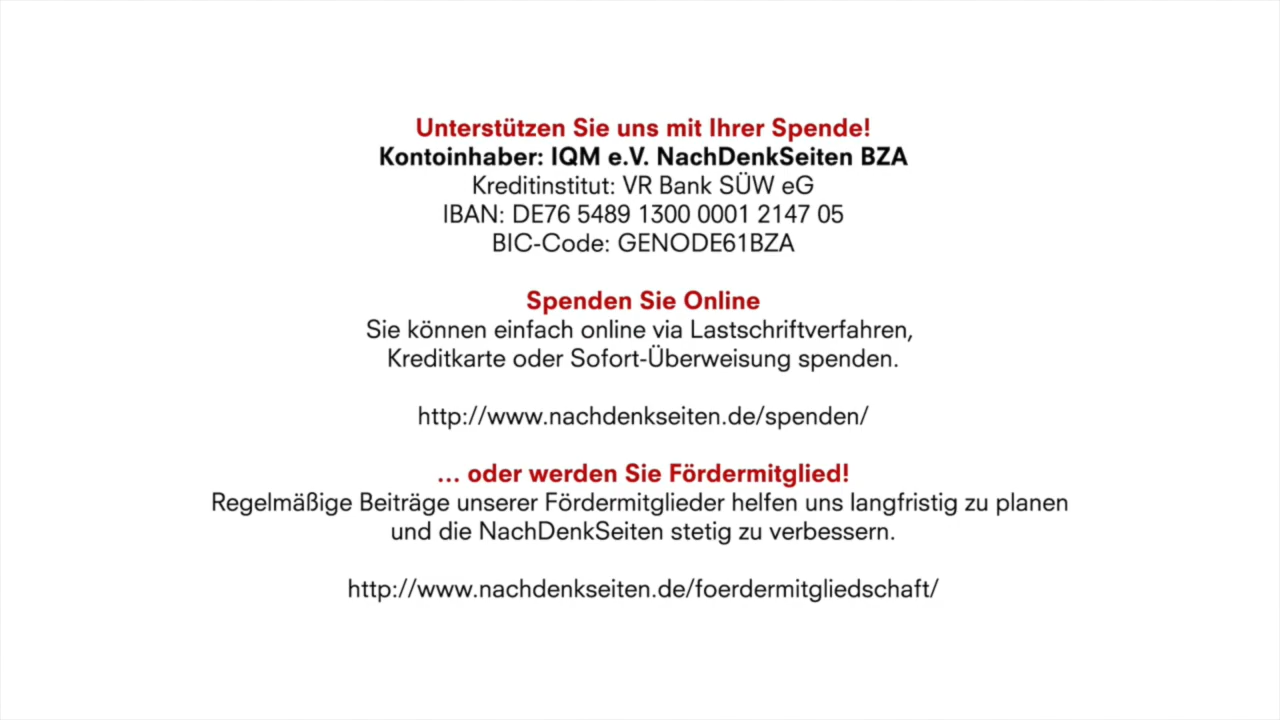 Unterstützen Sie uns mit Ihrer Spende!
Kontoinhaber: IQM e.V. NachDenkSeiten BZA
Kreditinstitut: VR Bank SÜW eG
IBAN: DE76 5489 1300 0001 2147 05
BIC-Code: GENODE61BZA
Spenden Sie Online
Sie können einfach online via Lastschriftverfahren,
Kreditkarte oder Sofort-Überweisung spenden.
http://www.nachdenkseiten.de/spenden/
... oder werden Sie Fördermitglied!
Regelmäßige Beiträge unserer Fördermitglieder helfen uns langfristig zu planen
und die NachDenkSeiten stetig zu verbessern.
http://www.nachdenkseiten.de/foerdermitgliedschaft/